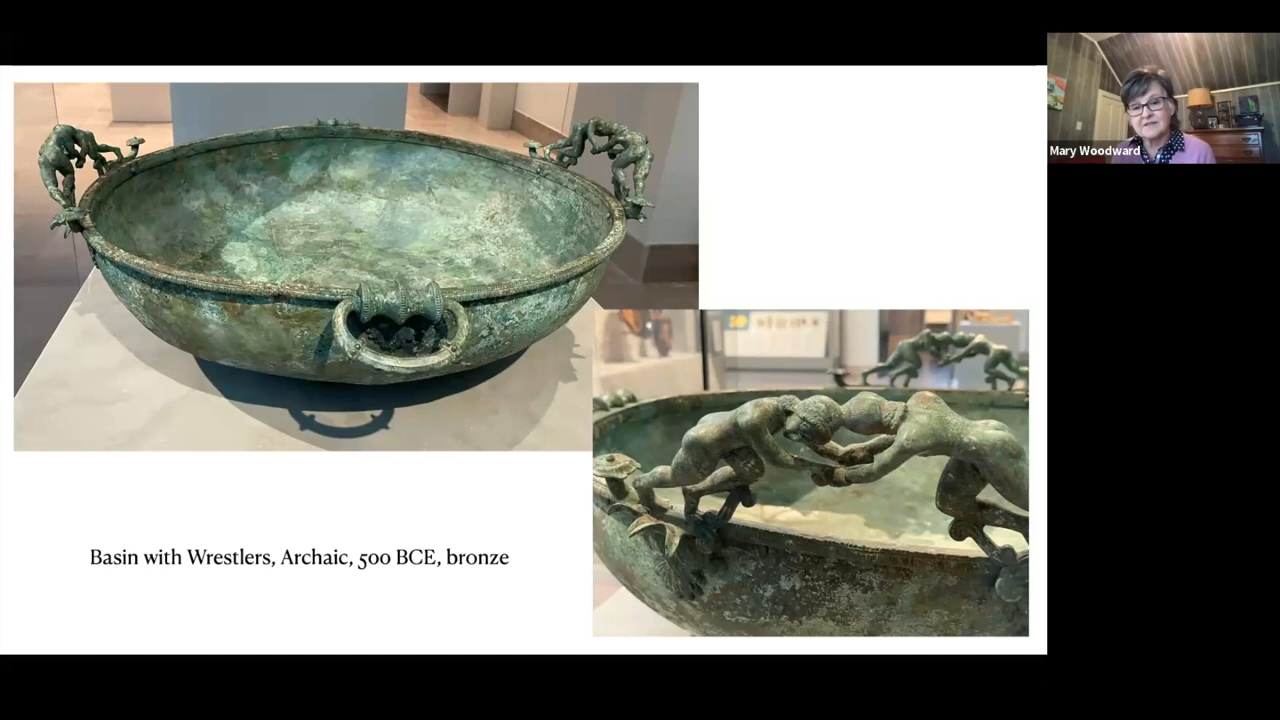 Mary Woodward
Basin with Wrestlers, Archaic, 500 BCE, bronze